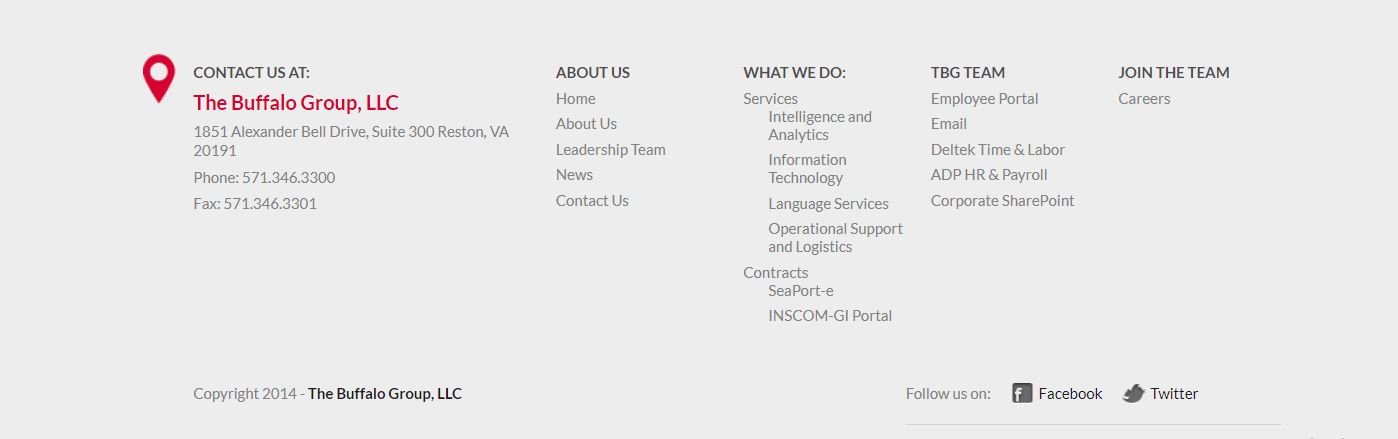 CONTACT US AT:
The Buffalo Group, LLC
1851 Alexander Bell Drive, Suite 300 Reston, VA
20191
Phone: 571.346.3300
Fax: 571.346.3301
ABOUT US
Home
About Us
Leadership Team
News
Contact Us
WHAT WE DO:
Services
Intelligence and
Analytics
Information
Technology
Language Services
Operational Support
and Logistics
Contracts
SeaPort-e
INSCOM-GI Portal
TBG TEAM
Employee Portal
Email
Deltek Time & Labor
ADP HR & Payroll
Corporate SharePoint
JOIN THE TEAM
Careers
Copyright 2014 - The Buffalo Group, LLC
Follow us on: Facebook Twitter